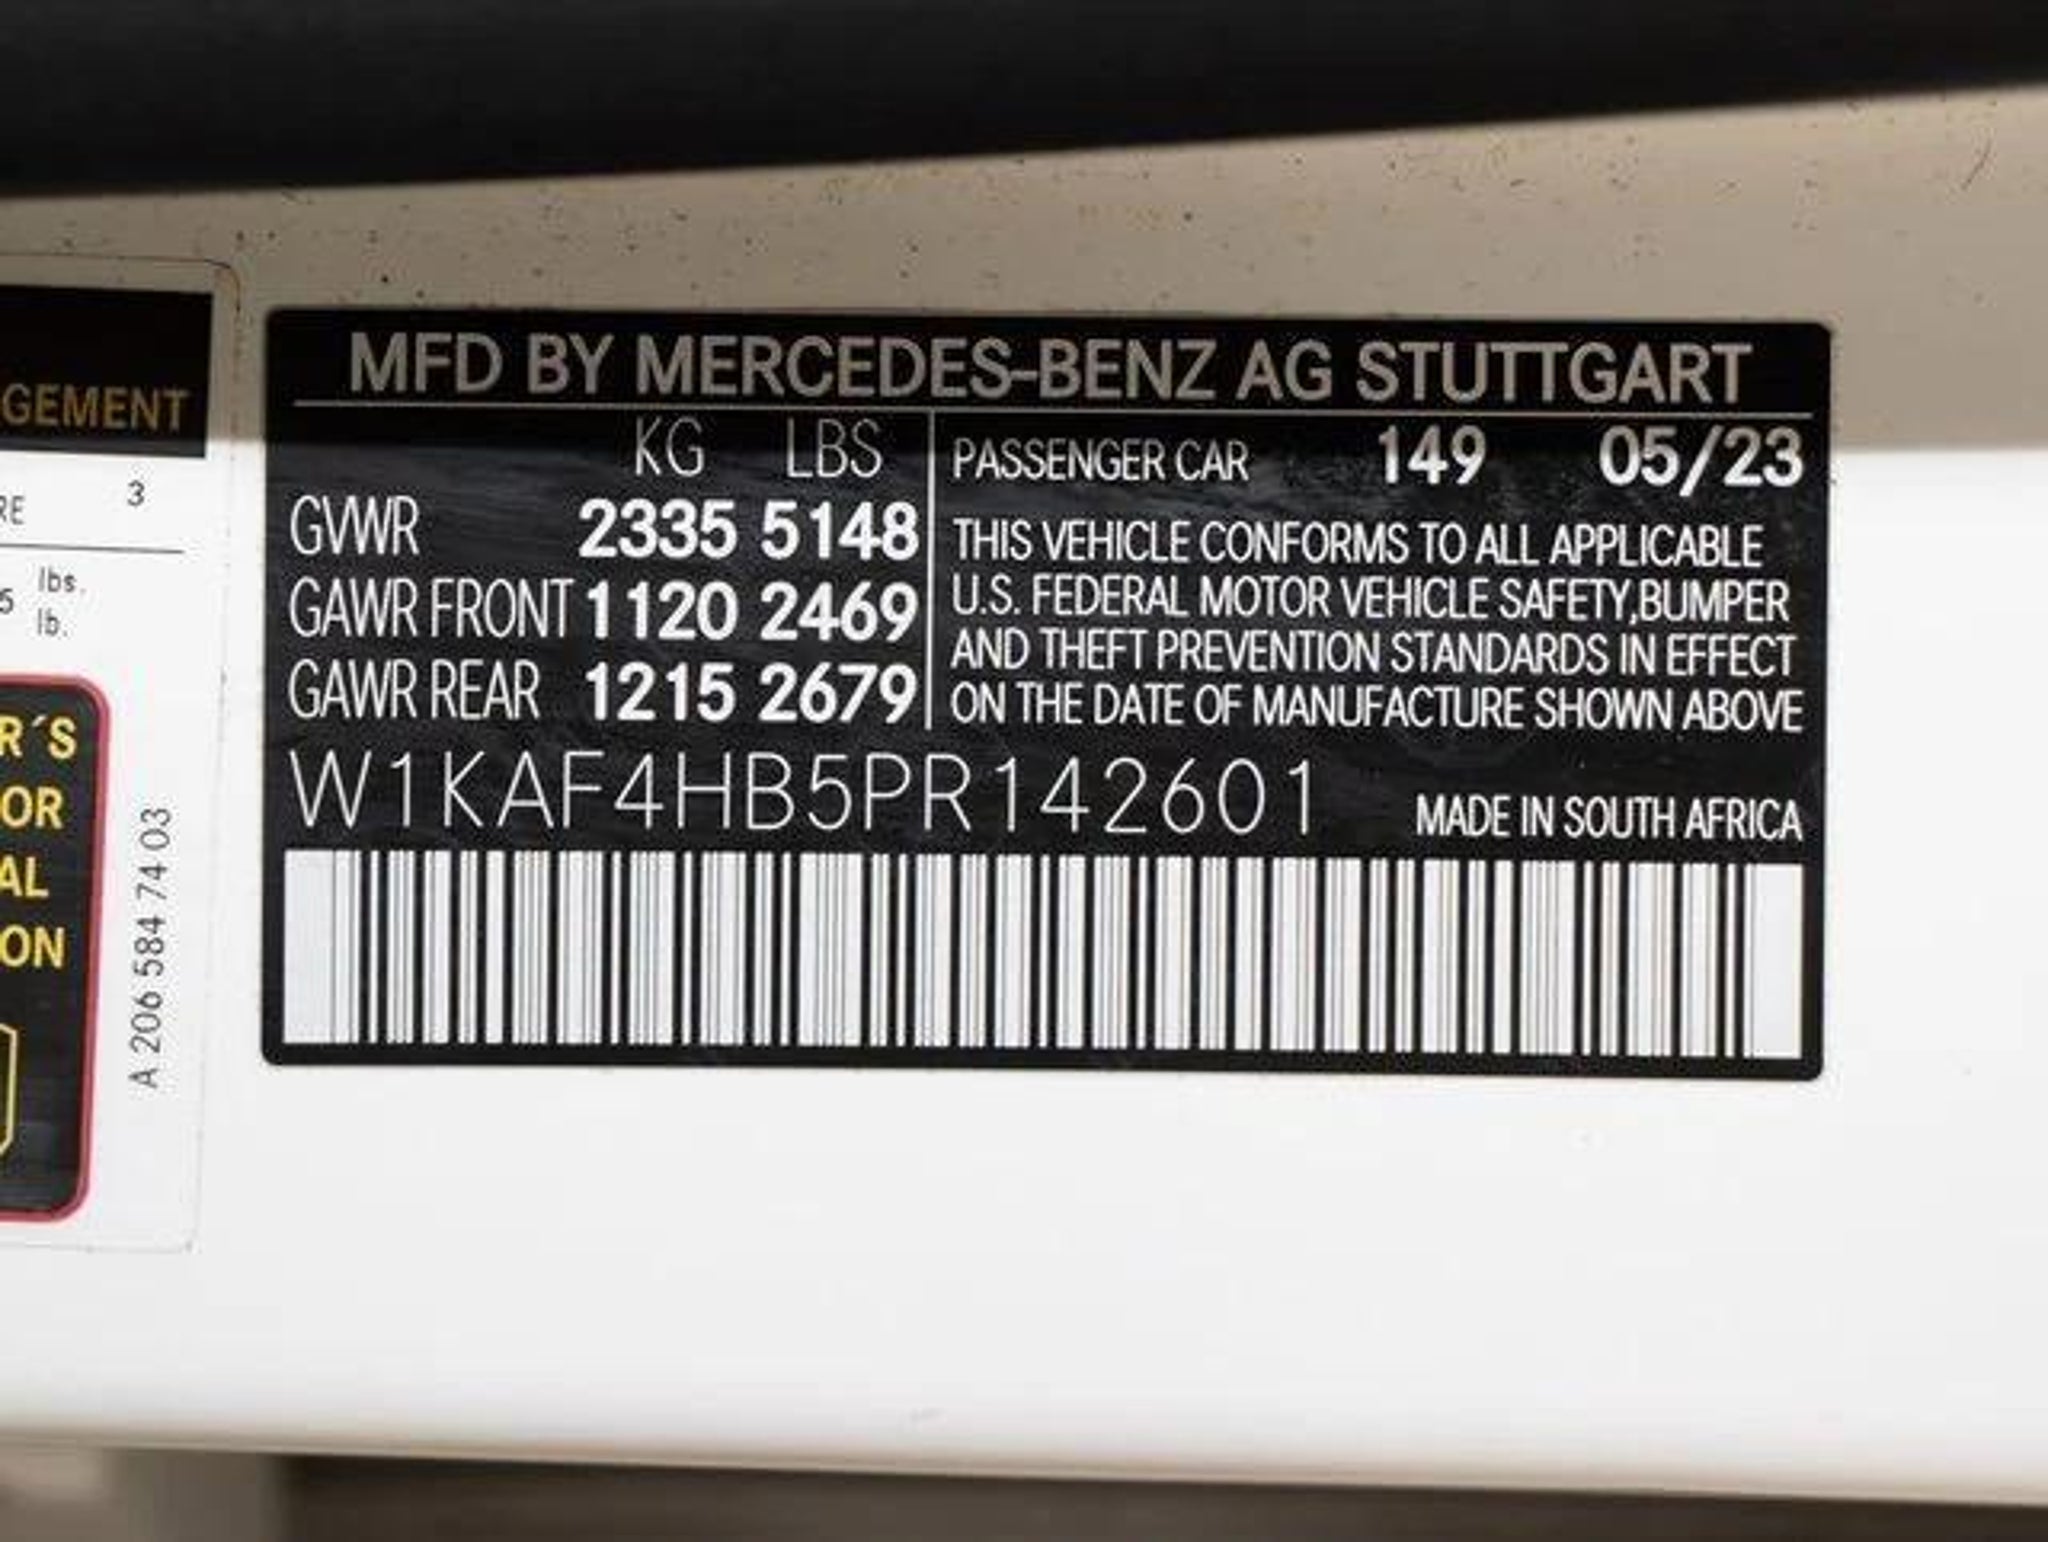 GEMENT
RE 3
5 lbs.
lb.
R´S
OR
AL
ON
A 206 584 74 03
MFD BY MERCEDES-BENZ AG STUTTGART
KG LBS
GVWR 2335 5148
GAWR FRONT 1120 2469
GAWR REAR 1215 2679
PASSENGER CAR 149 05/23
THIS VEHICLE CONFORMS TO ALL APPLICABLE
U.S. FEDERAL MOTOR VEHICLE SAFETY,BUMPER
AND THEFT PREVENTION STANDARDS IN EFFECT
ON THE DATE OF MANUFACTURE SHOWN ABOVE
W1KAF4HB5PR142601
MADE IN SOUTH AFRICA